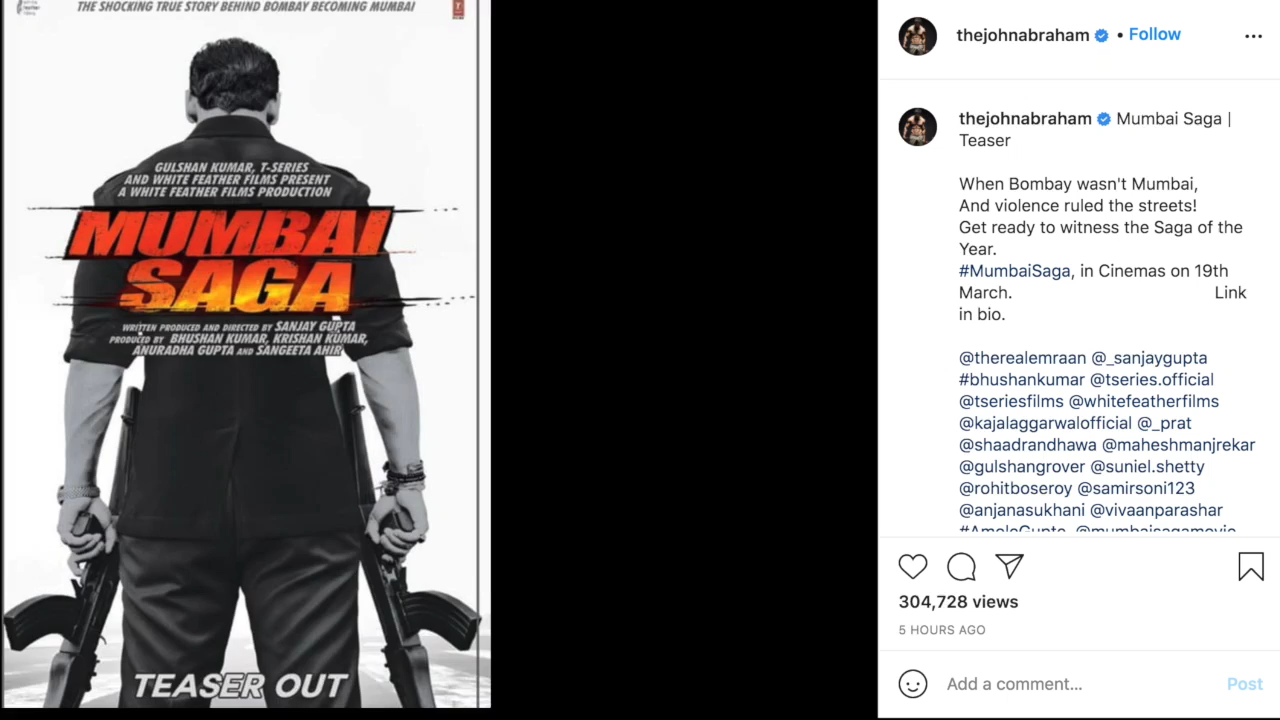 THE SHOCKING TRUE STORY BEHIND BOMBAY BECOMING MUMBAI
GULSHAN KUMAR, T-SERIES
AND WHITE FEATHER FILMS PRESENT
A WHITE FEATHER FILMS PRODUCTION
MUMBAI
SAGA
WRITTEN PRODUCED AND DIRECTED BY SANJAY GUPTA
PRODUCED BY BHUSHAN KUMAR, KRISHAN KUMAR,
ANURADHA GUPTA AND SANGEETA AHIR
TEASER OUT
thejohnabraham • Follow
thejohnabraham Mumbai Saga |
Teaser
When Bombay wasn't Mumbai,
And violence ruled the streets!
Get ready to witness the Saga of the
Year.
#MumbaiSaga, in Cinemas on 19th
March. Link
in bio.
@therealemraan @_sanjaygupta
#bhushankumar @tseries.official
@tseriesfilms @whitefeatherfilms
@kajalaggarwalofficial @_prat
@shaadrandhawa @maheshmanjrekar
@gulshangrover @suniel.shetty
@rohitboseroy @samirsoni123
@anjanasukhani @vivaanparashar
#AmoleGupte @mumbaisagamovie
304,728 views
5 HOURS AGO
Add a comment...
Post